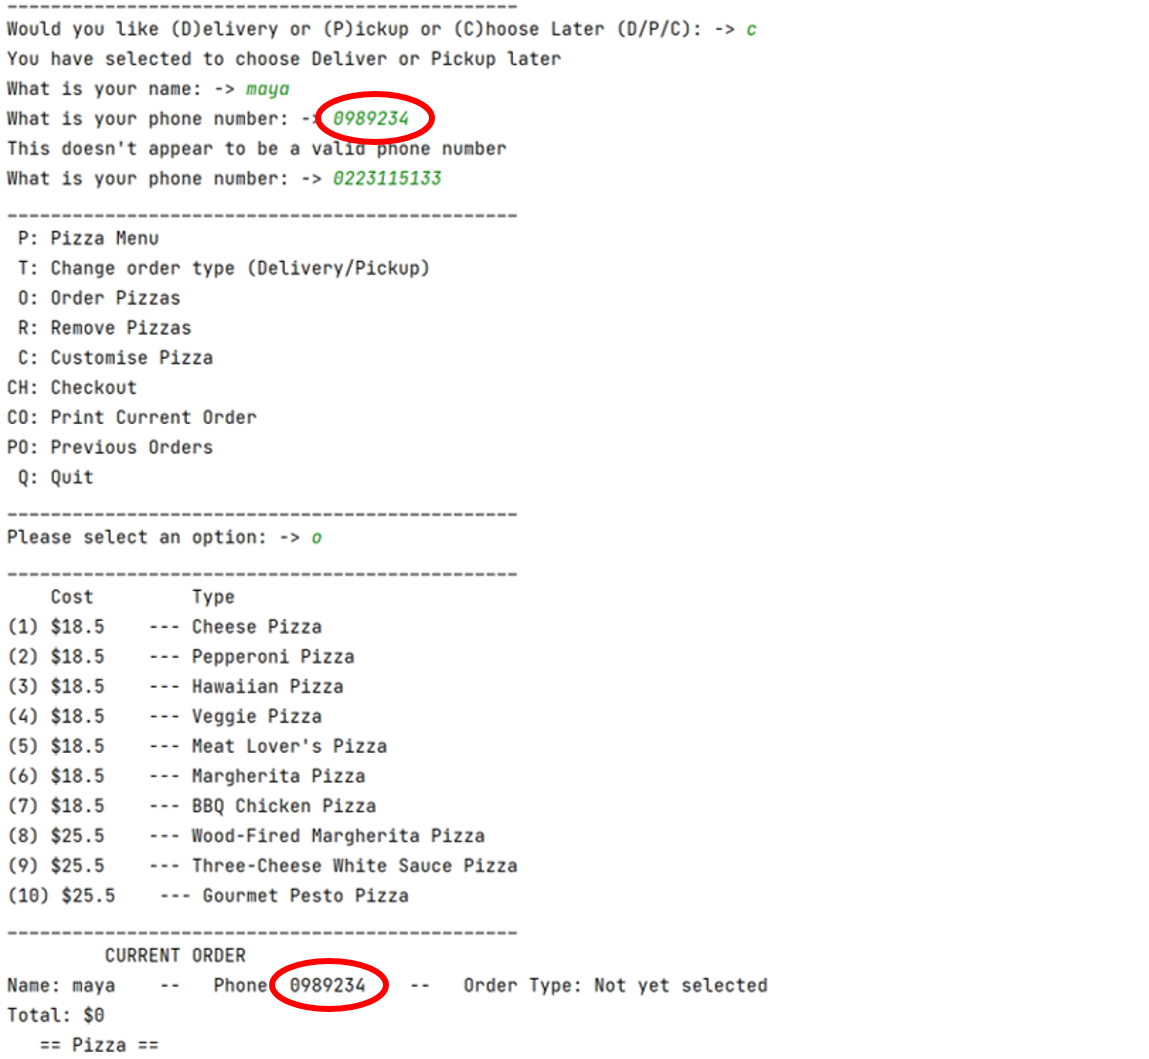 -----------------------------------------------
Would you like (D)elivery or (P)ickup or (C)hoose Later (D/P/C): -> c
You have selected to choose Deliver or Pickup later
What is your name: -> maya
What is your phone number: -> 0989234
This doesn't appear to be a valid phone number
What is your phone number: -> 0223115133
-----------------------------------------------
P: Pizza Menu
T: Change order type (Delivery/Pickup)
O: Order Pizzas
R: Remove Pizzas
C: Customise Pizza
CH: Checkout
CO: Print Current Order
PO: Previous Orders
Q: Quit
-----------------------------------------------
Please select an option: -> o
-----------------------------------------------
Cost Type
(1) $18.5 --- Cheese Pizza
(2) $18.5 --- Pepperoni Pizza
(3) $18.5 --- Hawaiian Pizza
(4) $18.5 --- Veggie Pizza
(5) $18.5 --- Meat Lover's Pizza
(6) $18.5 --- Margherita Pizza
(7) $18.5 --- BBQ Chicken Pizza
(8) $25.5 --- Wood-Fired Margherita Pizza
(9) $25.5 --- Three-Cheese White Sauce Pizza
(10) $25.5 --- Gourmet Pesto Pizza
-----------------------------------------------
CURRENT ORDER
Name: maya -- Phone 0989234 -- Order Type: Not yet selected
Total: $0
== Pizza ==